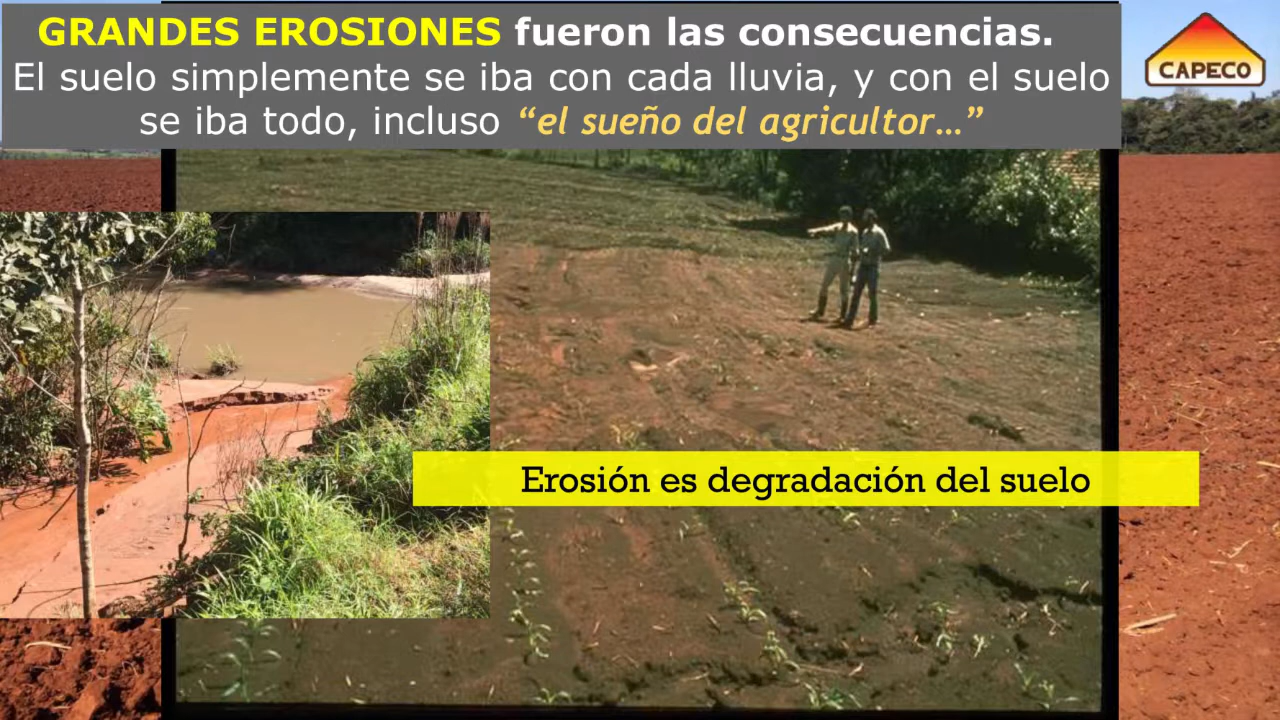 GRANDES EROSIONES fueron las consecuencias.
El suelo simplemente se iba con cada lluvia, y con el suelo
se iba todo, incluso “el sueño del agricultor…”
CAPECO
Erosión es degradación del suelo